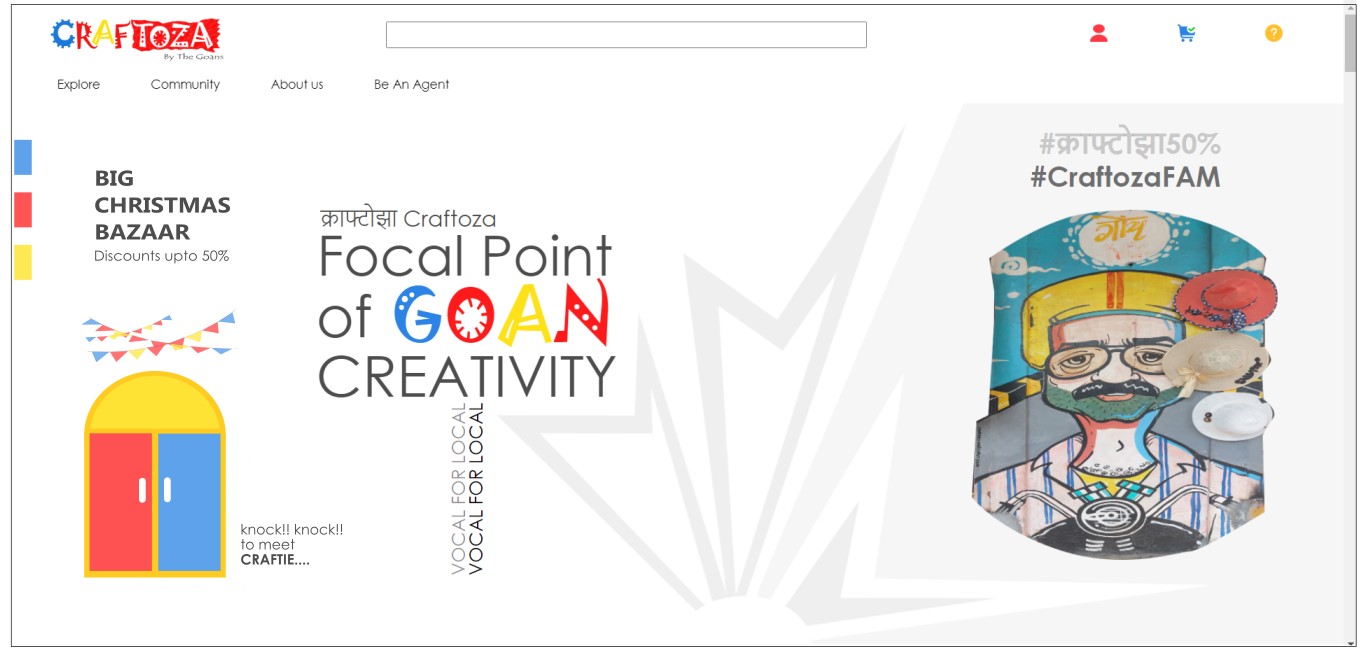 CRAFTOZA
By The Goans
?
Explore
Community
About us
Be An Agent
BIG
CHRISTMAS
BAZAAR
Discounts upto 50%
knock!! knock!!
to meet
CRAFTIE....
क्राफ्टोझा Craftoza
Focal Point
of GOAN
CREATIVITY
VOCAL FOR LOCAL
VOCAL FOR LOCAL
#क्राफ्टोझा50%
#CraftozaFAM
गोंय